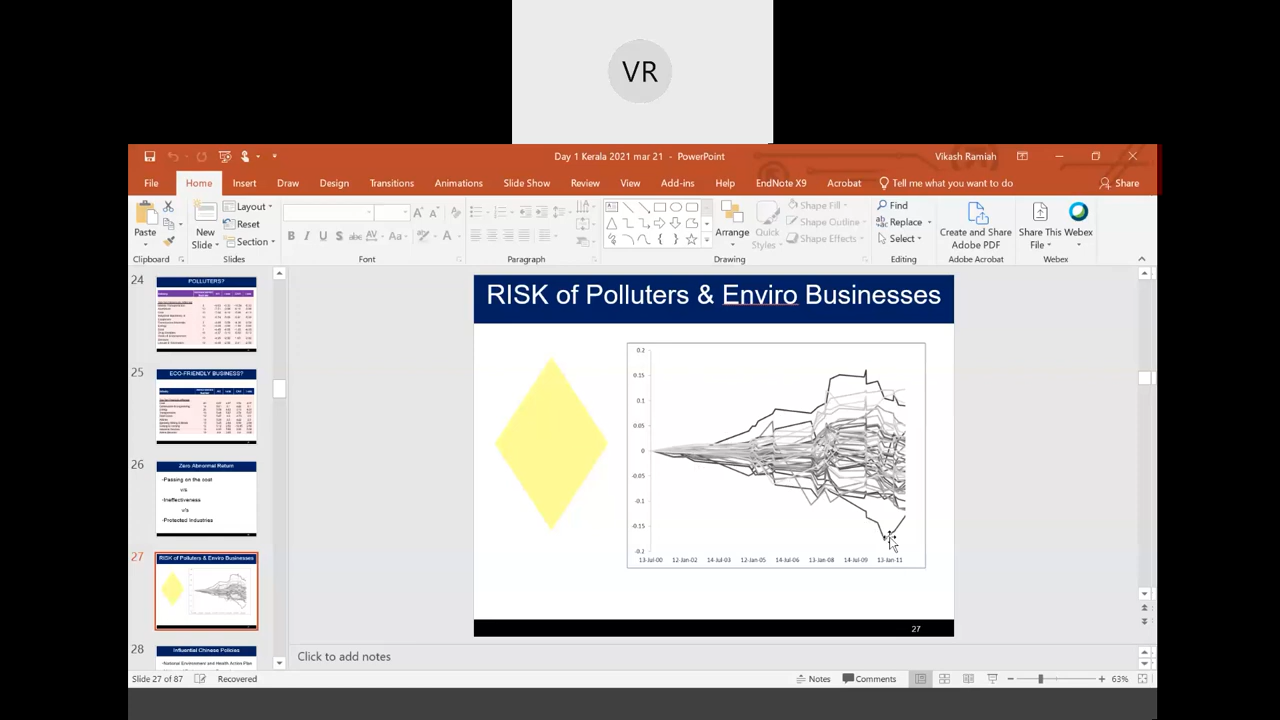 VR
Day 1 Kerala 2021 mar 21 - PowerPoint
Vikash Ramiah
File Home Insert Draw Design Transitions Animations Slide Show Review View Add-ins Help EndNote X9 Acrobat Tell me what you want to do Share
Paste
New Slide
Layout
Reset
Section
B I U S abc AV Aa A
Arrange
Quick Styles
Shape Fill
Shape Outline
Shape Effects
Find
Replace
Select
Create and Share Adobe PDF
Share This File
Webex
Clipboard Slides Font Paragraph Drawing Editing Adobe Acrobat Webex
24
POLLUTERS?
25
ECO-FRIENDLY BUSINESS?
26
Zero Abnormal Return
-Passing on the cost
v/s
-Ineffectiveness
v/s
-Protected Industries
27
RISK of Polluters & Enviro Businesses
28
Influential Chinese Policies
-National Environment and Health Action Plan
RISK of Polluters & Enviro Businesses
0.2
0.15
0.1
0.05
0
-0.05
-0.1
-0.15
-0.2
13-Jul-00 12-Jan-02 14-Jul-03 12-Jan-05 14-Jul-06 13-Jan-08 14-Jul-09 13-Jan-11
27
Click to add notes
Slide 27 of 87 Recovered Notes Comments 63%